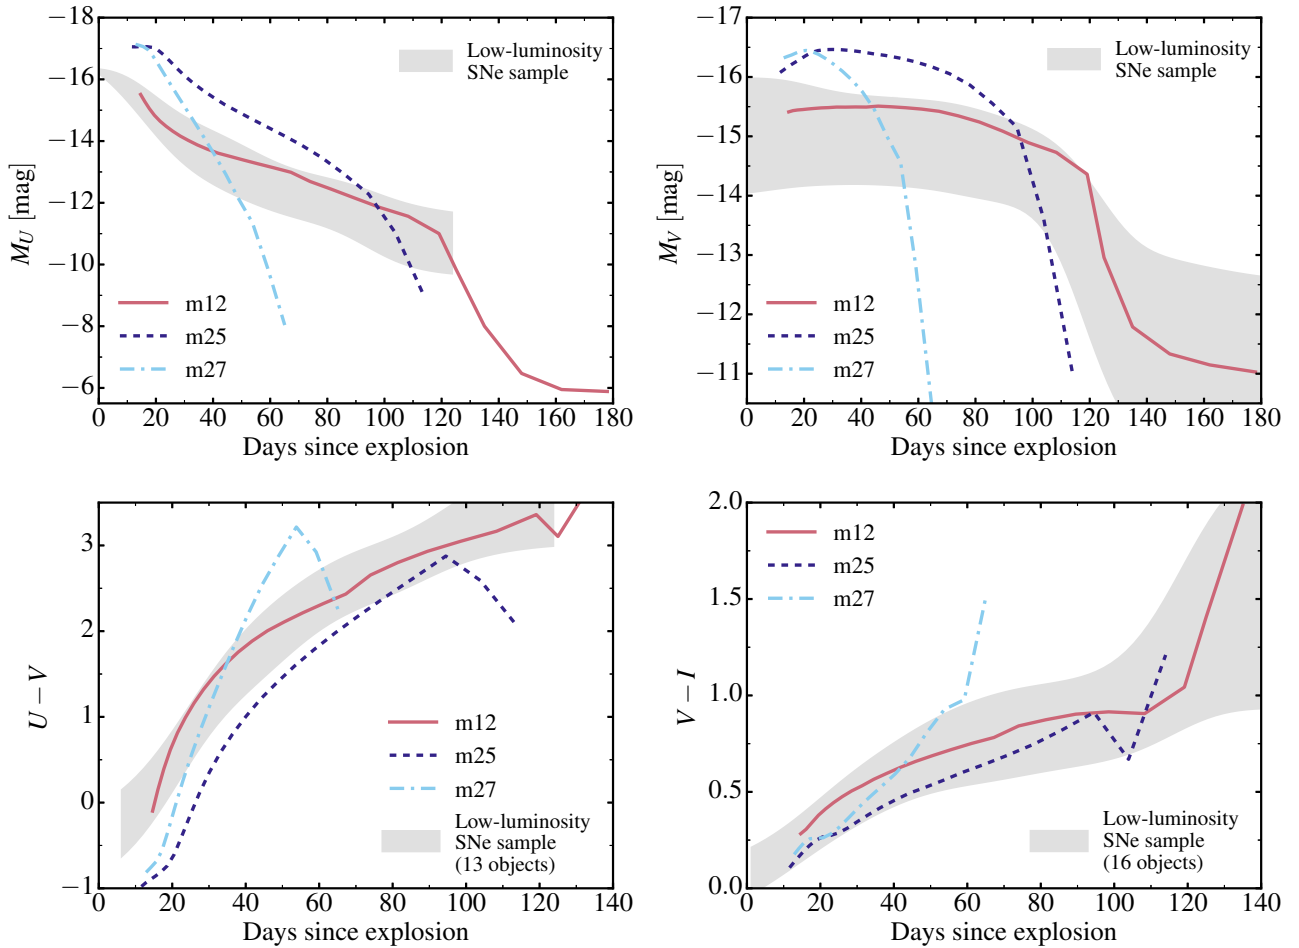 −17
−16
−14
−12
−10
−8
−6
M_U [mag]
Low-luminosity
SNe sample
m12
m25
m27
0 20 40 60 80 100 120 140 160 180
Days since explosion
−17
−16
−15
−14
−13
−12
−11
M_V [mag]
Low-luminosity
SNe sample
m12
m25
m27
0 20 40 60 80 100 120 140 160 180
Days since explosion
3
2
1
0
−1
U − V
m12
m25
m27
Low-luminosity
SNe sample
(13 objects)
0 20 40 60 80 100 120 140
Days since explosion
2.0
1.5
1.0
0.5
0.0
V − I
m12
m25
m27
Low-luminosity
SNe sample
(16 objects)
0 20 40 60 80 100 120 140
Days since explosion